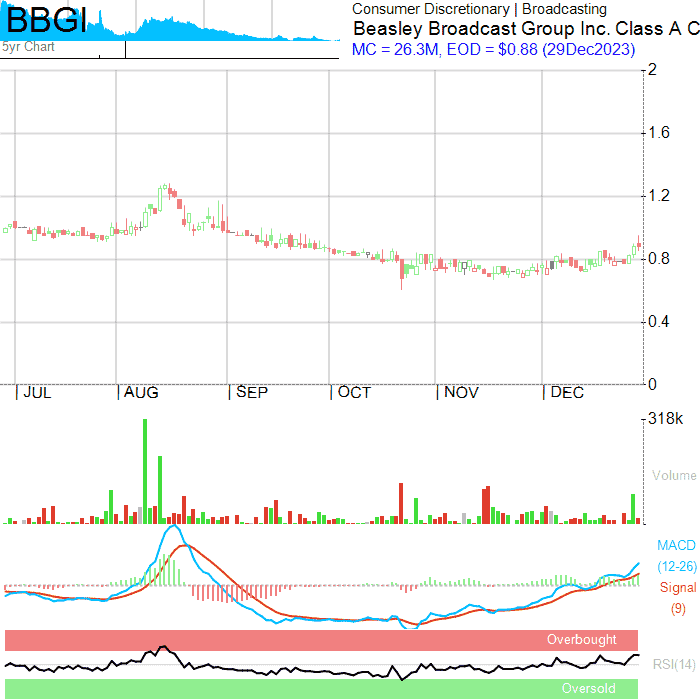 BBGI
5yr Chart
Consumer Discretionary | Broadcasting
Beasley Broadcast Group Inc. Class A C
MC = 26.3M, EOD = $0.88 (29Dec2023)
2
1.6
1.2
0.8
0.4
0
JUL AUG SEP OCT NOV DEC
318k
Volume
MACD
(12-26)
Signal
(9)
Overbought
RSI(14)
Oversold